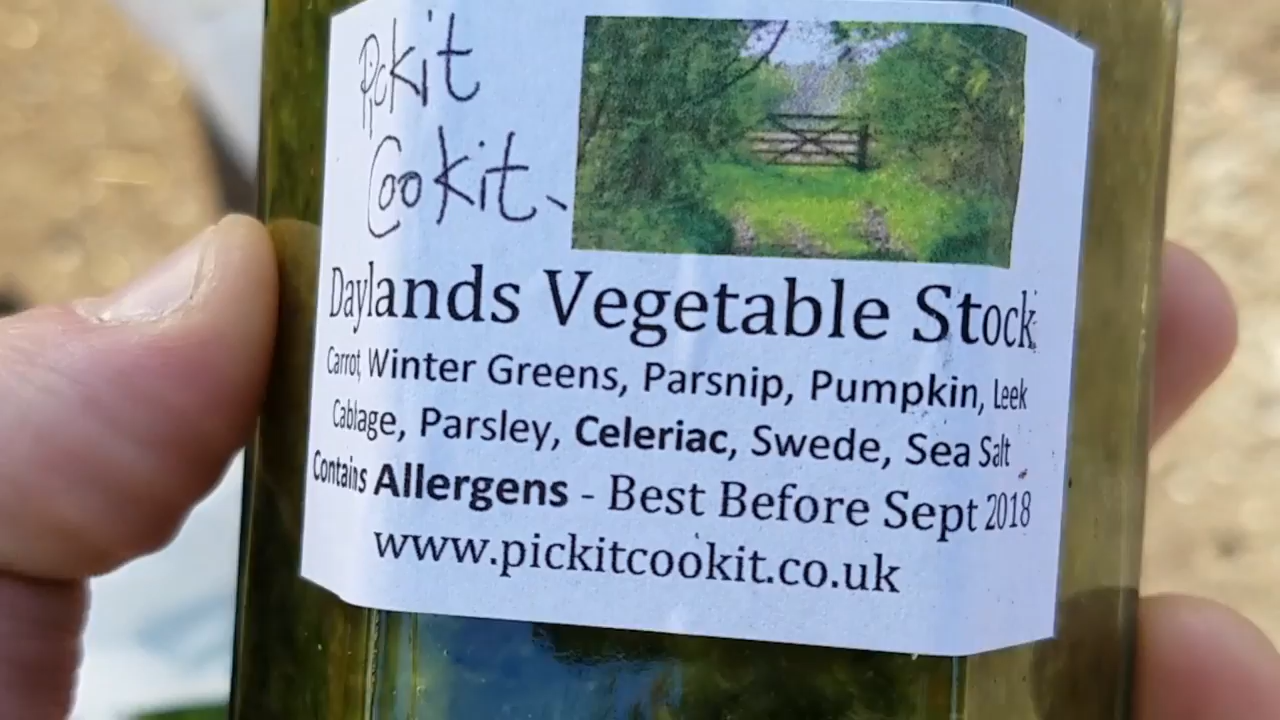 Pickit
Cookit
Daylands Vegetable Stock
Carrot, Winter Greens, Parsnip, Pumpkin, Leek
Cablage, Parsley, Celeriac, Swede, Sea Salt
Contains Allergens - Best Before Sept 2018
www.pickitcookit.co.uk